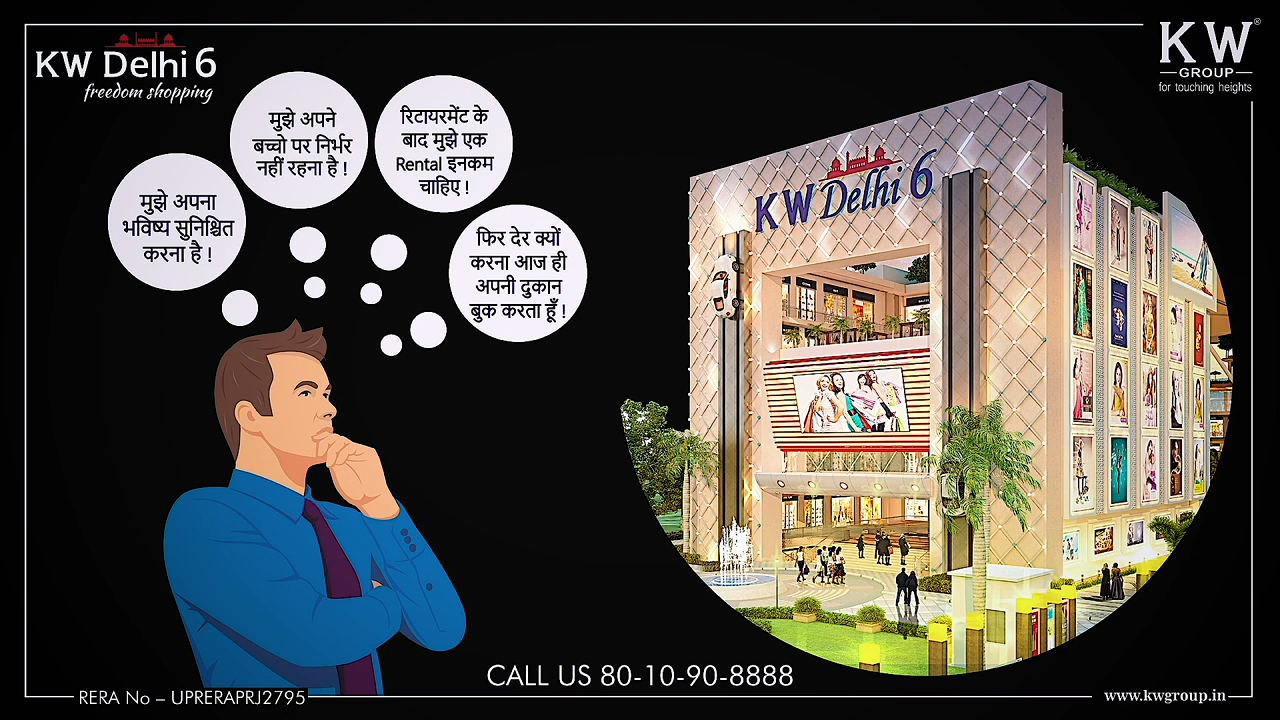 KW Delhi 6
freedom shopping
KW®
GROUP
for touching heights
मुझे अपना
भविष्य सुनिश्चित
करना है !
मुझे अपने
बच्चो पर निर्भर
नहीं रहना है !
रिटायरमेंट के
बाद मुझे एक
Rental इनकम
चाहिए !
फिर देर क्यों
करना आज ही
अपनी दुकान
बुक करता हूँ !
KW Delhi 6
CALL US 80-10-90-8888
RERA No – UPRERAPRJ2795
www.kwgroup.in